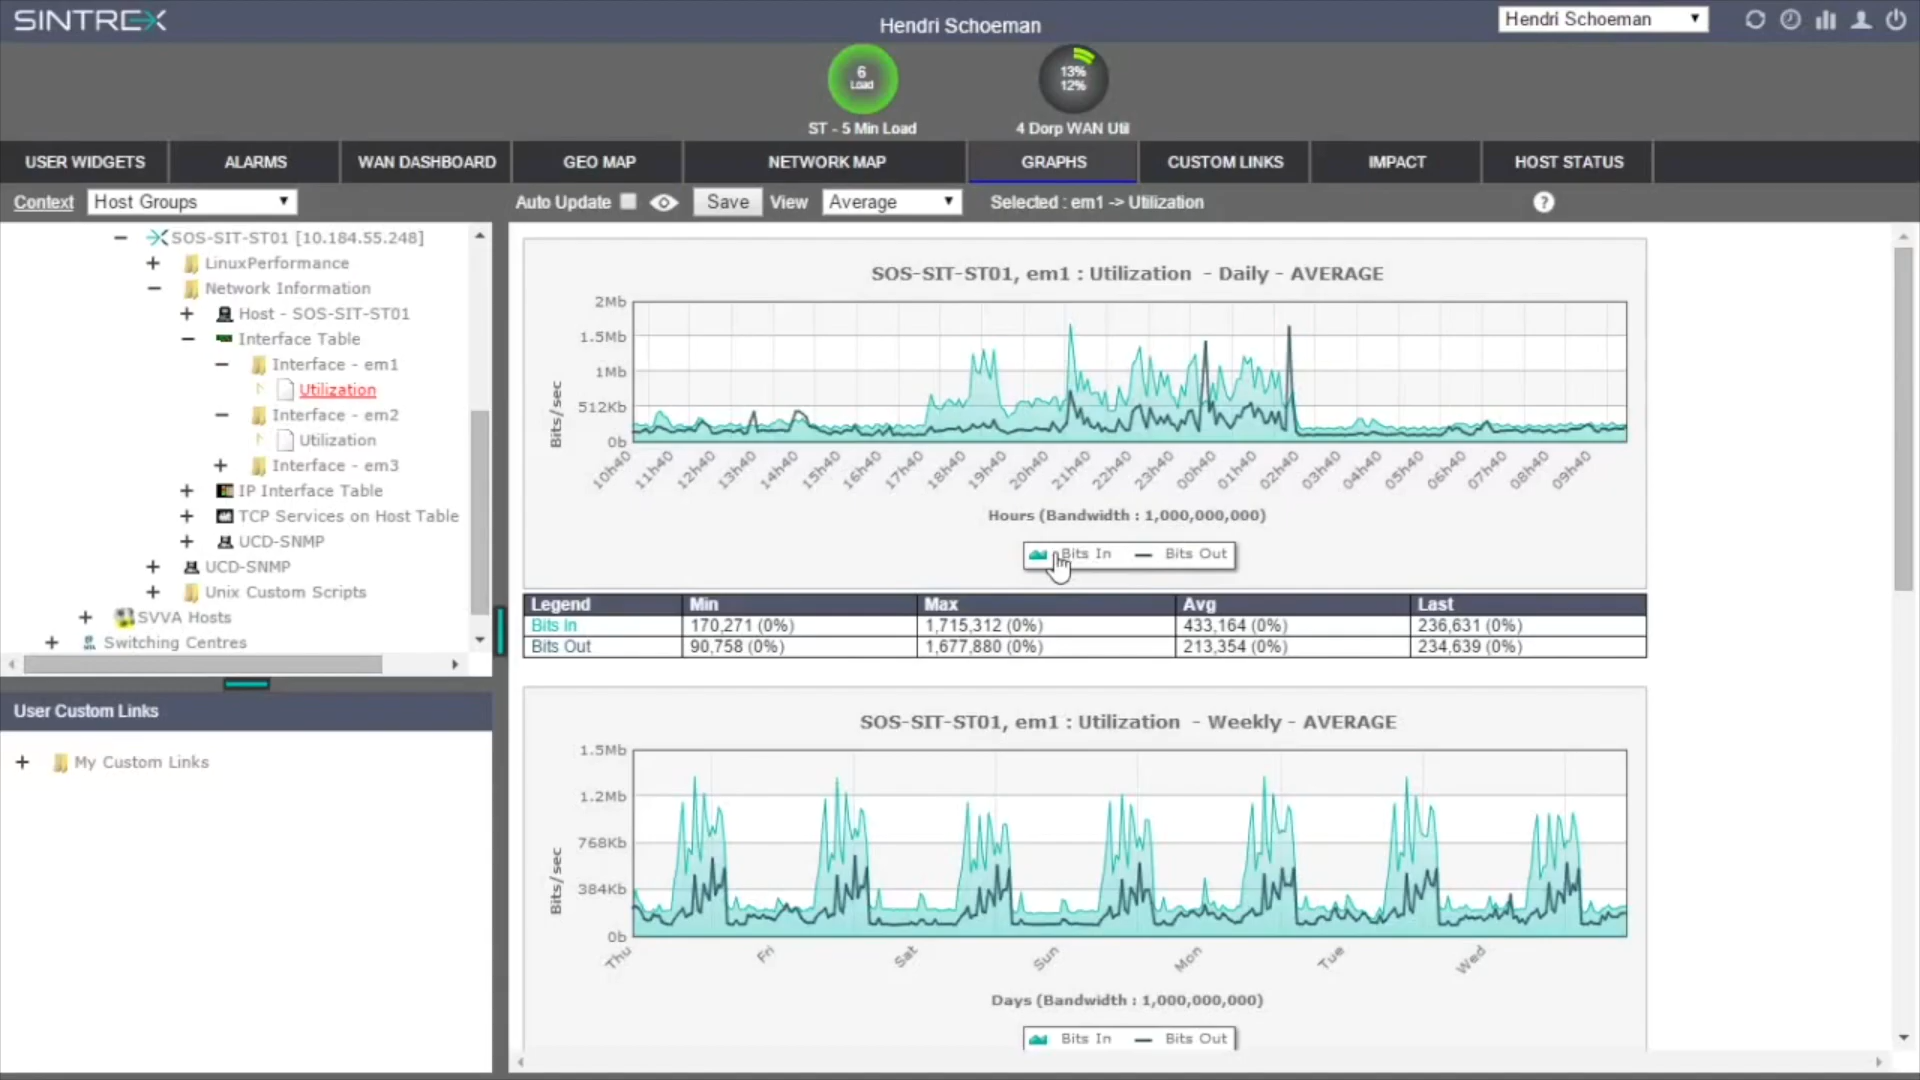 SINTREX
Hendri Schoeman
Hendri Schoeman
6
Load
ST - 5 Min Load
13%
12%
4 Dorp WAN Util
USER WIDGETS
ALARMS
WAN DASHBOARD
GEO MAP
NETWORK MAP
GRAPHS
CUSTOM LINKS
IMPACT
HOST STATUS
Context
Host Groups
Auto Update
Save
View
Average
Selected : em1 -> Utilization
?
SOS-SIT-ST01 [10.184.55.248]
LinuxPerformance
Network Information
Host - SOS-SIT-ST01
Interface Table
Interface - em1
Utilization
Interface - em2
Utilization
Interface - em3
IP Interface Table
TCP Services on Host Table
UCD-SNMP
UCD-SNMP
Unix Custom Scripts
SVVA Hosts
Switching Centres
User Custom Links
My Custom Links
SOS-SIT-ST01, em1 : Utilization - Daily - AVERAGE
2Mb
1.5Mb
1Mb
512Kb
0b
Bits/sec
10h40 11h40 12h40 13h40 14h40 15h40 16h40 17h40 18h40 19h40 20h40 21h40 22h40 23h40 00h40 01h40 02h40 03h40 04h40 05h40 06h40 07h40 08h40 09h40
Hours (Bandwidth : 1,000,000,000)
Bits In Bits Out
Legend Min Max Avg Last
Bits In 170,271 (0%) 1,715,312 (0%) 433,164 (0%) 236,631 (0%)
Bits Out 90,758 (0%) 1,677,880 (0%) 213,354 (0%) 234,639 (0%)
SOS-SIT-ST01, em1 : Utilization - Weekly - AVERAGE
1.5Mb
1.2Mb
768Kb
384Kb
0b
Bits/sec
Thu Fri Sat Sun Mon Tue Wed
Days (Bandwidth : 1,000,000,000)
Bits In Bits Out